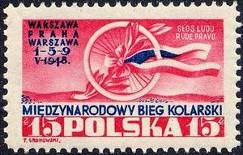 WARSZAWA
PRAHA
WARSZAWA
1-5-9
V-1948.
GŁOS LUDU
RUDE PRAVO
MIĘDZYNARODOWY BIEG KOLARSKI
15 POLSKA 15